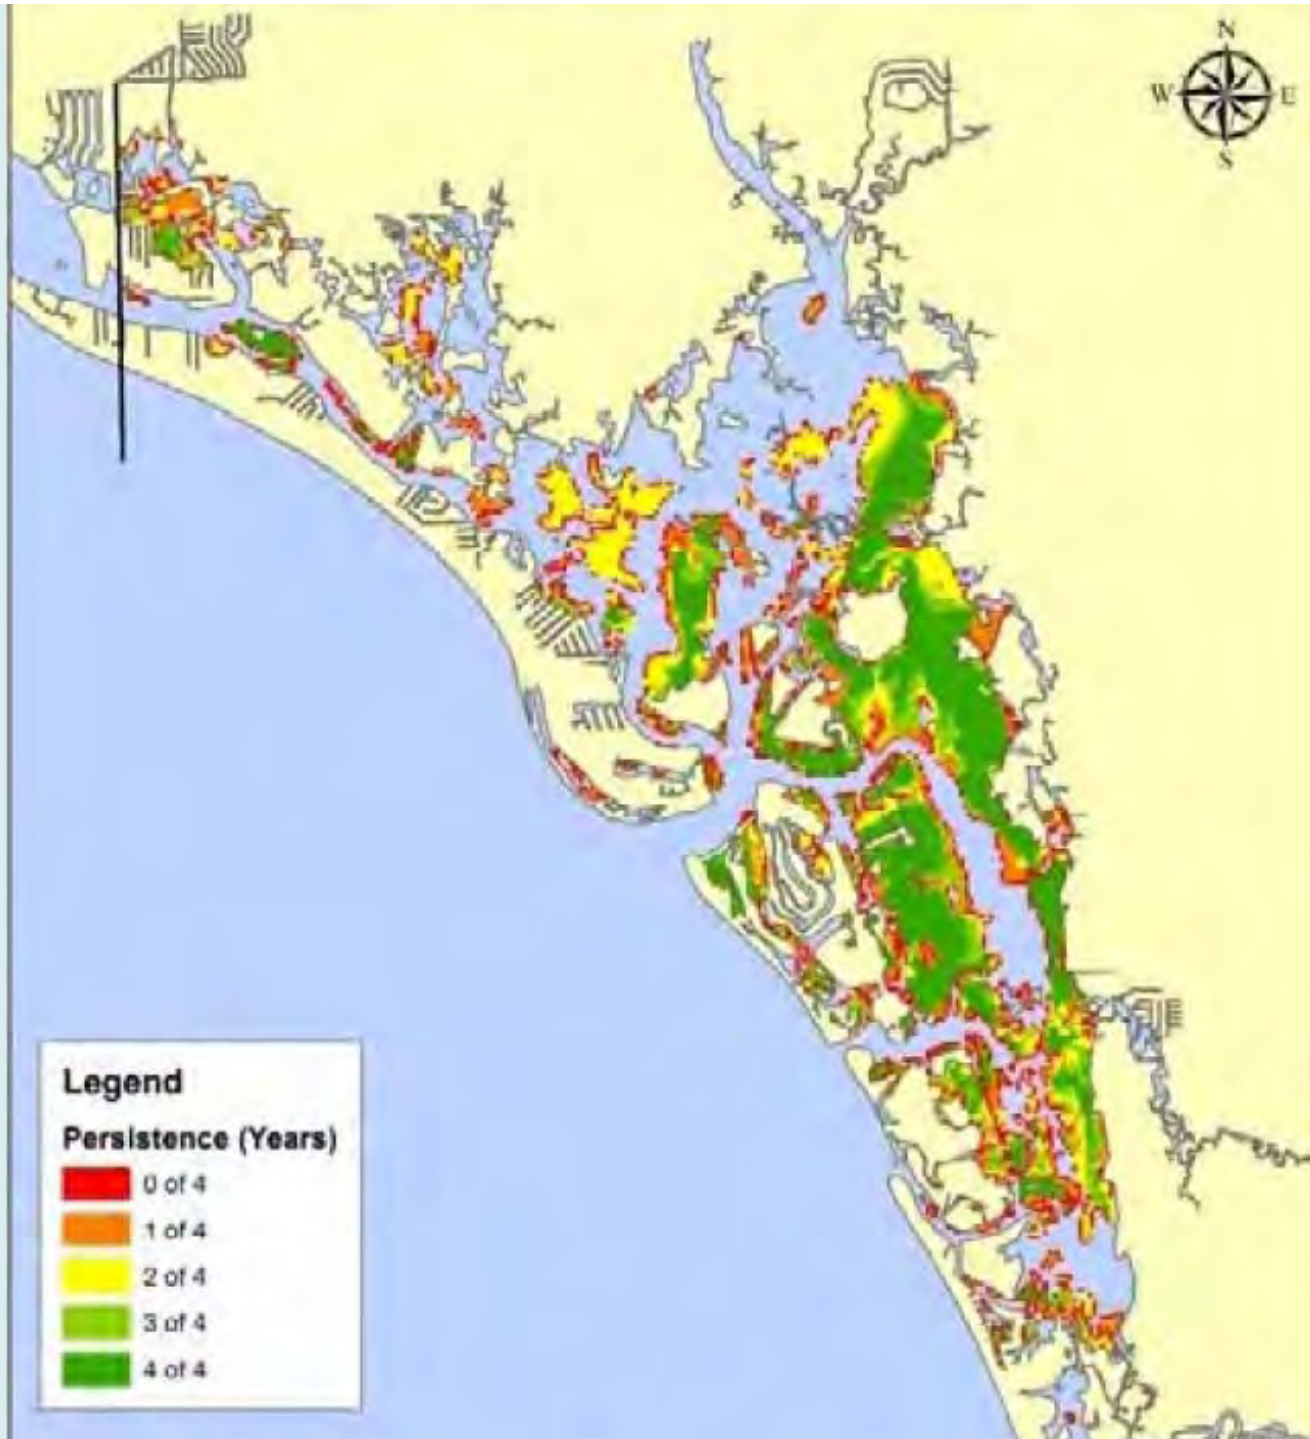 N
W E
S
Legend
Persistence (Years)
0 of 4
1 of 4
2 of 4
3 of 4
4 of 4